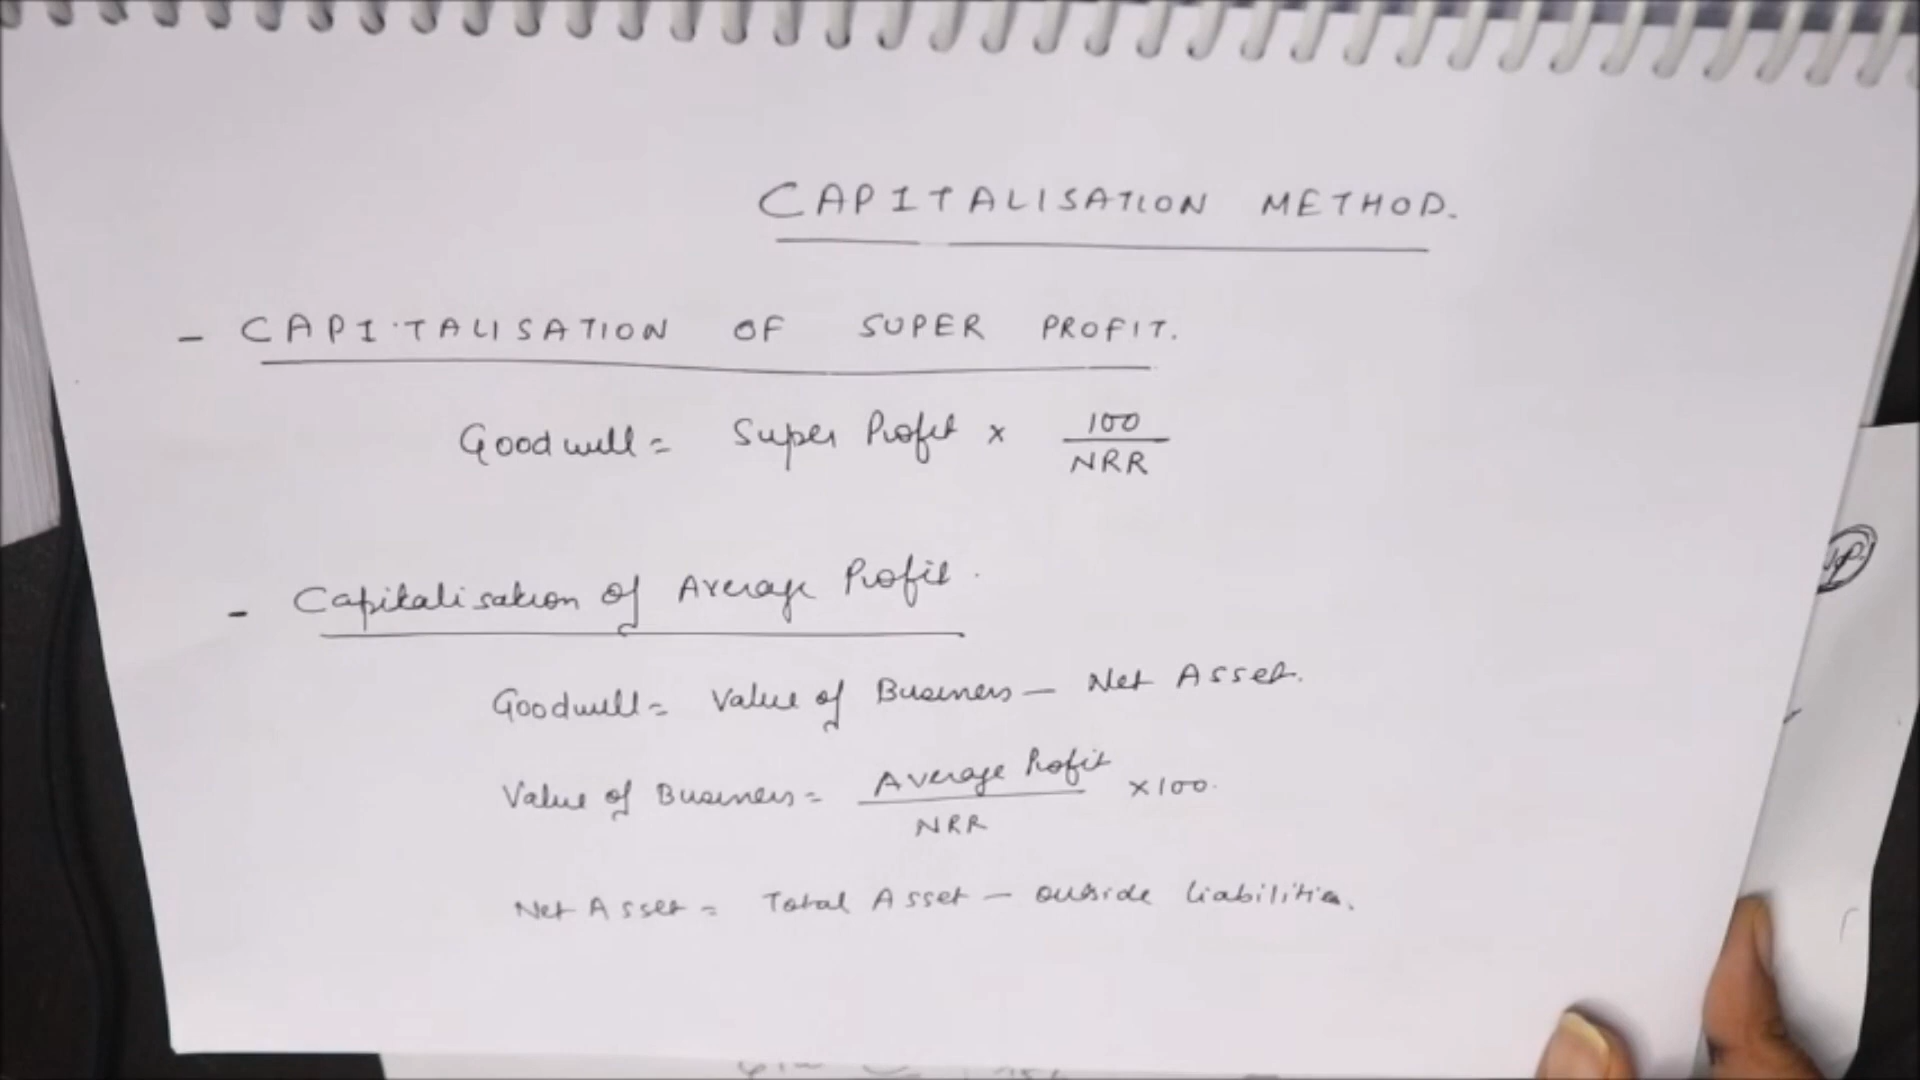 CAPITALISATION METHOD.
- CAPITALISATION OF SUPER PROFIT.
Goodwill = Super Profit × 100 / NRR
- Capitalisation of Average Profit.
Goodwill = Value of Business - Net Asset.
Value of Business = Average Profit / NRR ×100.
Net Asset = Total Asset - outside liabilities.